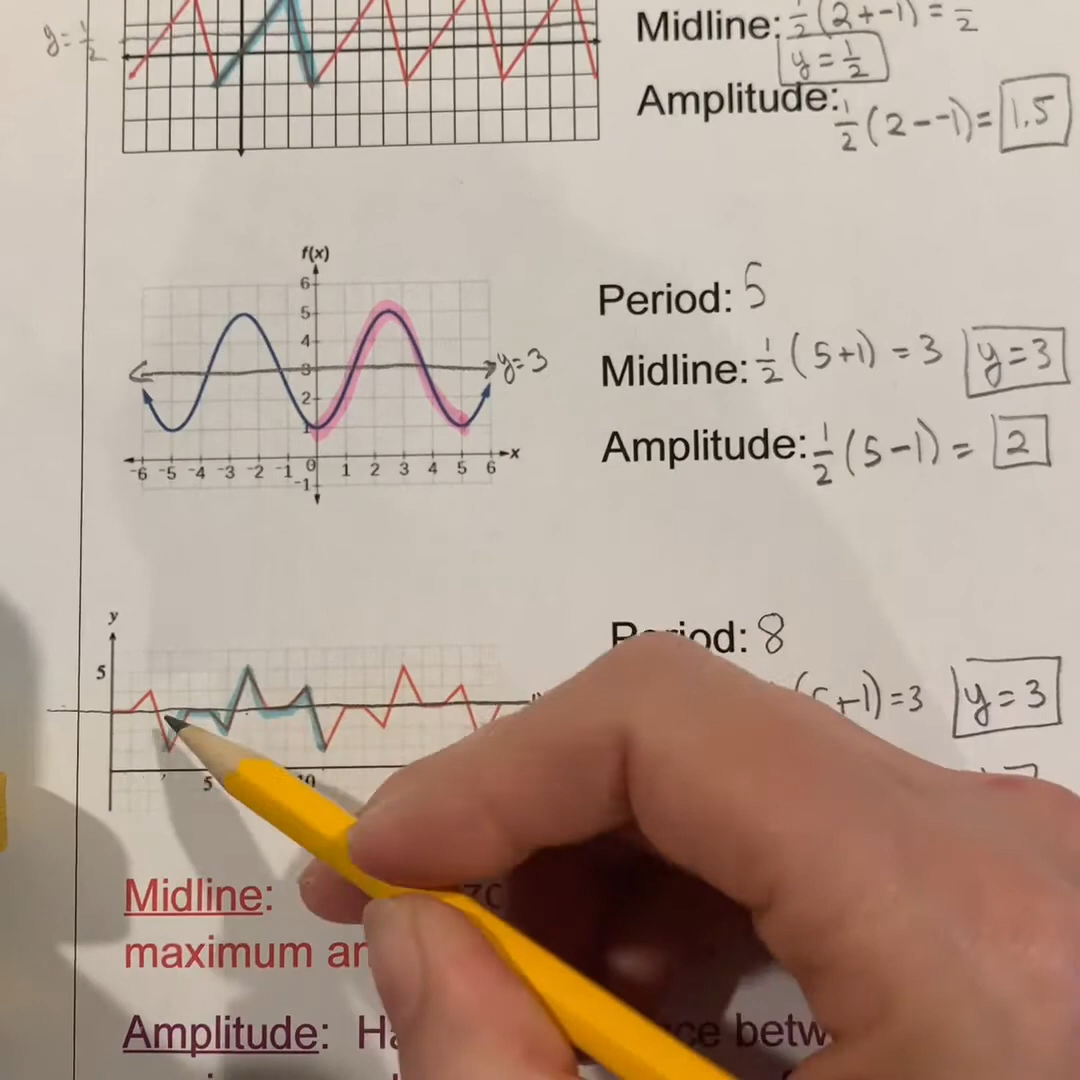 y=½
Midline: ½(2+-1) = ½
y = ½
Amplitude: ½(2--1)= 1.5
f(x)
6
5
4
3
2
1
-1
y=3
-6 -5 -4 -3 -2 -1 0 1 2 3 4 5 6 x
Period: 5
Midline: ½(5+1) = 3 y=3
Amplitude: ½(5-1) = 2
y
5
5 10
Period: 8
+1)=3 y=3
Midline:
maximum
Amplitude: